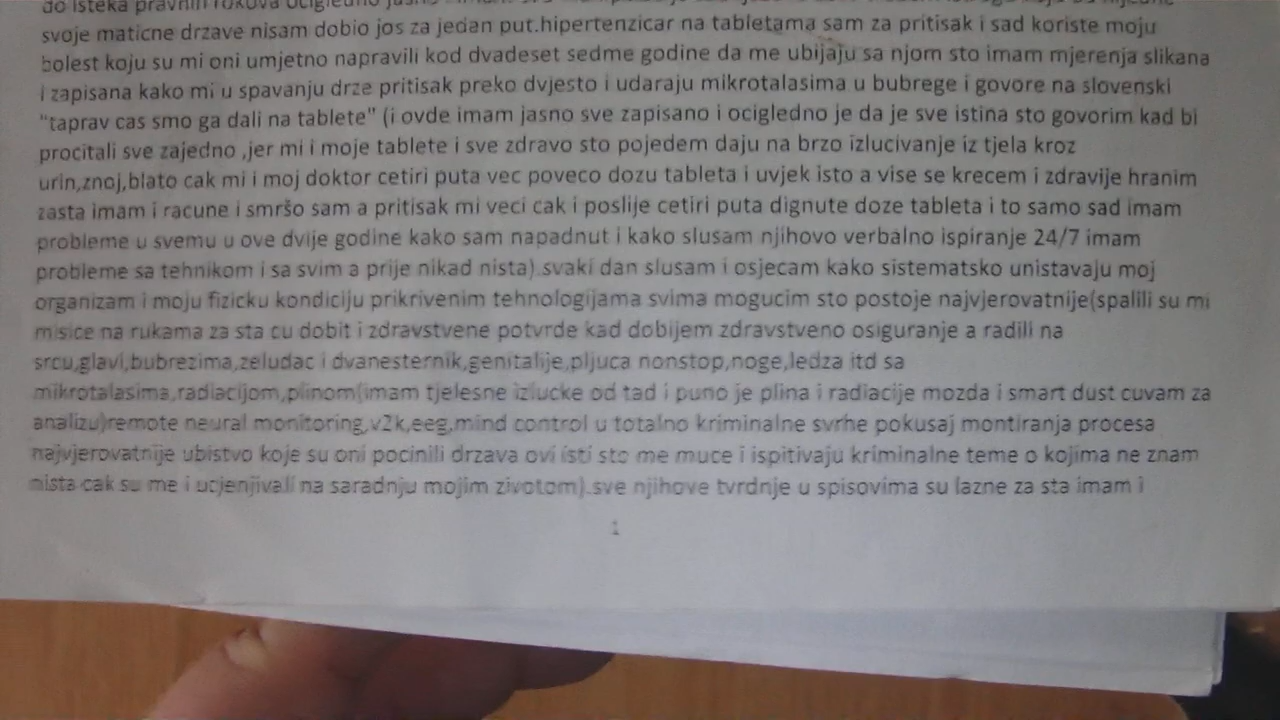 do isteka pravnih rokova ocigledno
svoje maticne drzave nisam dobio jos za jedan put.hipertenzicar na tabletama sam za pritisak i sad koriste moju
bolest koju su mi oni umjetno napravili kod dvadeset sedme godine da me ubijaju sa njom sto imam mjerenja slikana
i zapisana kako mi u spavanju drze pritisak preko dvjesto i udaraju mikrotalasima u bubrege i govore na slovenski
"taprav cas smo ga dali na tablete" (i ovde imam jasno sve zapisano i ocigledno je da je sve istina sto govorim kad bi
procitali sve zajedno ,jer mi i moje tablete i sve zdravo sto pojedem daju na brzo izlucivanje iz tjela kroz
urin,znoj,blato cak mi i moj doktor cetiri puta vec poveco dozu tableta i uvjek isto a vise se krecem i zdravije hranim
zasta imam i racune i smršo sam a pritisak mi veci cak i poslije cetiri puta dignute doze tableta i to samo sad imam
probleme u svemu u ove dvije godine kako sam napadnut i kako slusam njihovo verbalno ispiranje 24/7 imam
probleme sa tehnikom i sa svim a prije nikad nista).svaki dan slusam i osjecam kako sistematsko unistavaju moj
organizam i moju fizicku kondiciju prikrivenim tehnologijama svima mogucim sto postoje najvjerovatnije(spalili su mi
misice na rukama za sta cu dobit i zdravstvene potvrde kad dobijem zdravstveno osiguranje a radili na
srcu,glavi,bubrezima,zeludac i dvanesternik,genitalije,pljuca nonstop,noge,ledza itd sa
mikrotalasima,radiacijom,plinom(imam tjelesne izlucke od tad i puno je plina i radiacije mozda i smart dust cuvam za
analizu)remote neural monitoring,v2k,eeg,mind control u totalno kriminalne svrhe pokusaj montiranja procesa
najvjerovatnije ubistvo koje su oni pocinili drzava ovi isti sto me muce i ispitivaju kriminalne teme o kojima ne znam
nista cak su me i ucjenjivali na saradnju mojim zivotom).sve njihove tvrdnje u spisovima su lazne za sta imam i
1